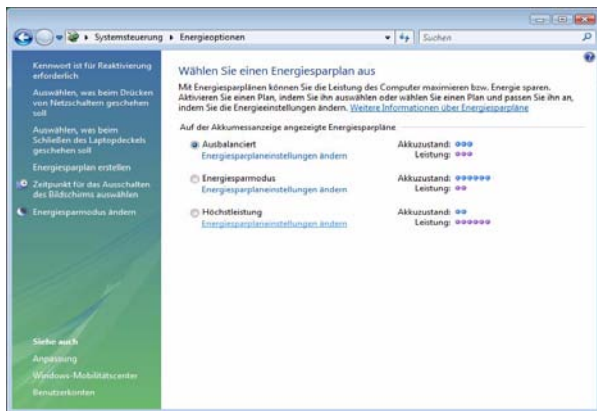 Systemsteuerung ▸ Energieoptionen
Suchen
Kennwort ist für Reaktivierung
erforderlich
Auswählen, was beim Drücken
von Netzschaltern geschehen
soll
Auswählen, was beim
Schließen des Laptopdeckels
geschehen soll
Energiesparplan erstellen
Zeitpunkt für das Ausschalten
des Bildschirms auswählen
Energiesparmodus ändern
Wählen Sie einen Energiesparplan aus
Mit Energiesparplänen können Sie die Leistung des Computer maximieren bzw. Energie sparen.
Aktivieren Sie einen Plan, indem Sie ihn auswählen oder wählen Sie einen Plan und passen Sie ihn an,
indem Sie die Energieeinstellungen ändern. Weitere Informationen über Energiesparpläne
Auf der Akkumessanzeige angezeigte Energiesparpläne
Ausbalanciert Akkuzustand:
Energiesparplaneinstellungen ändern Leistung:
Energiesparmodus Akkuzustand:
Energiesparplaneinstellungen ändern Leistung:
Höchstleistung Akkuzustand:
Energiesparplaneinstellungen ändern Leistung:
Siehe auch
Anpassung
Windows-Mobilitätscenter
Benutzerkonten